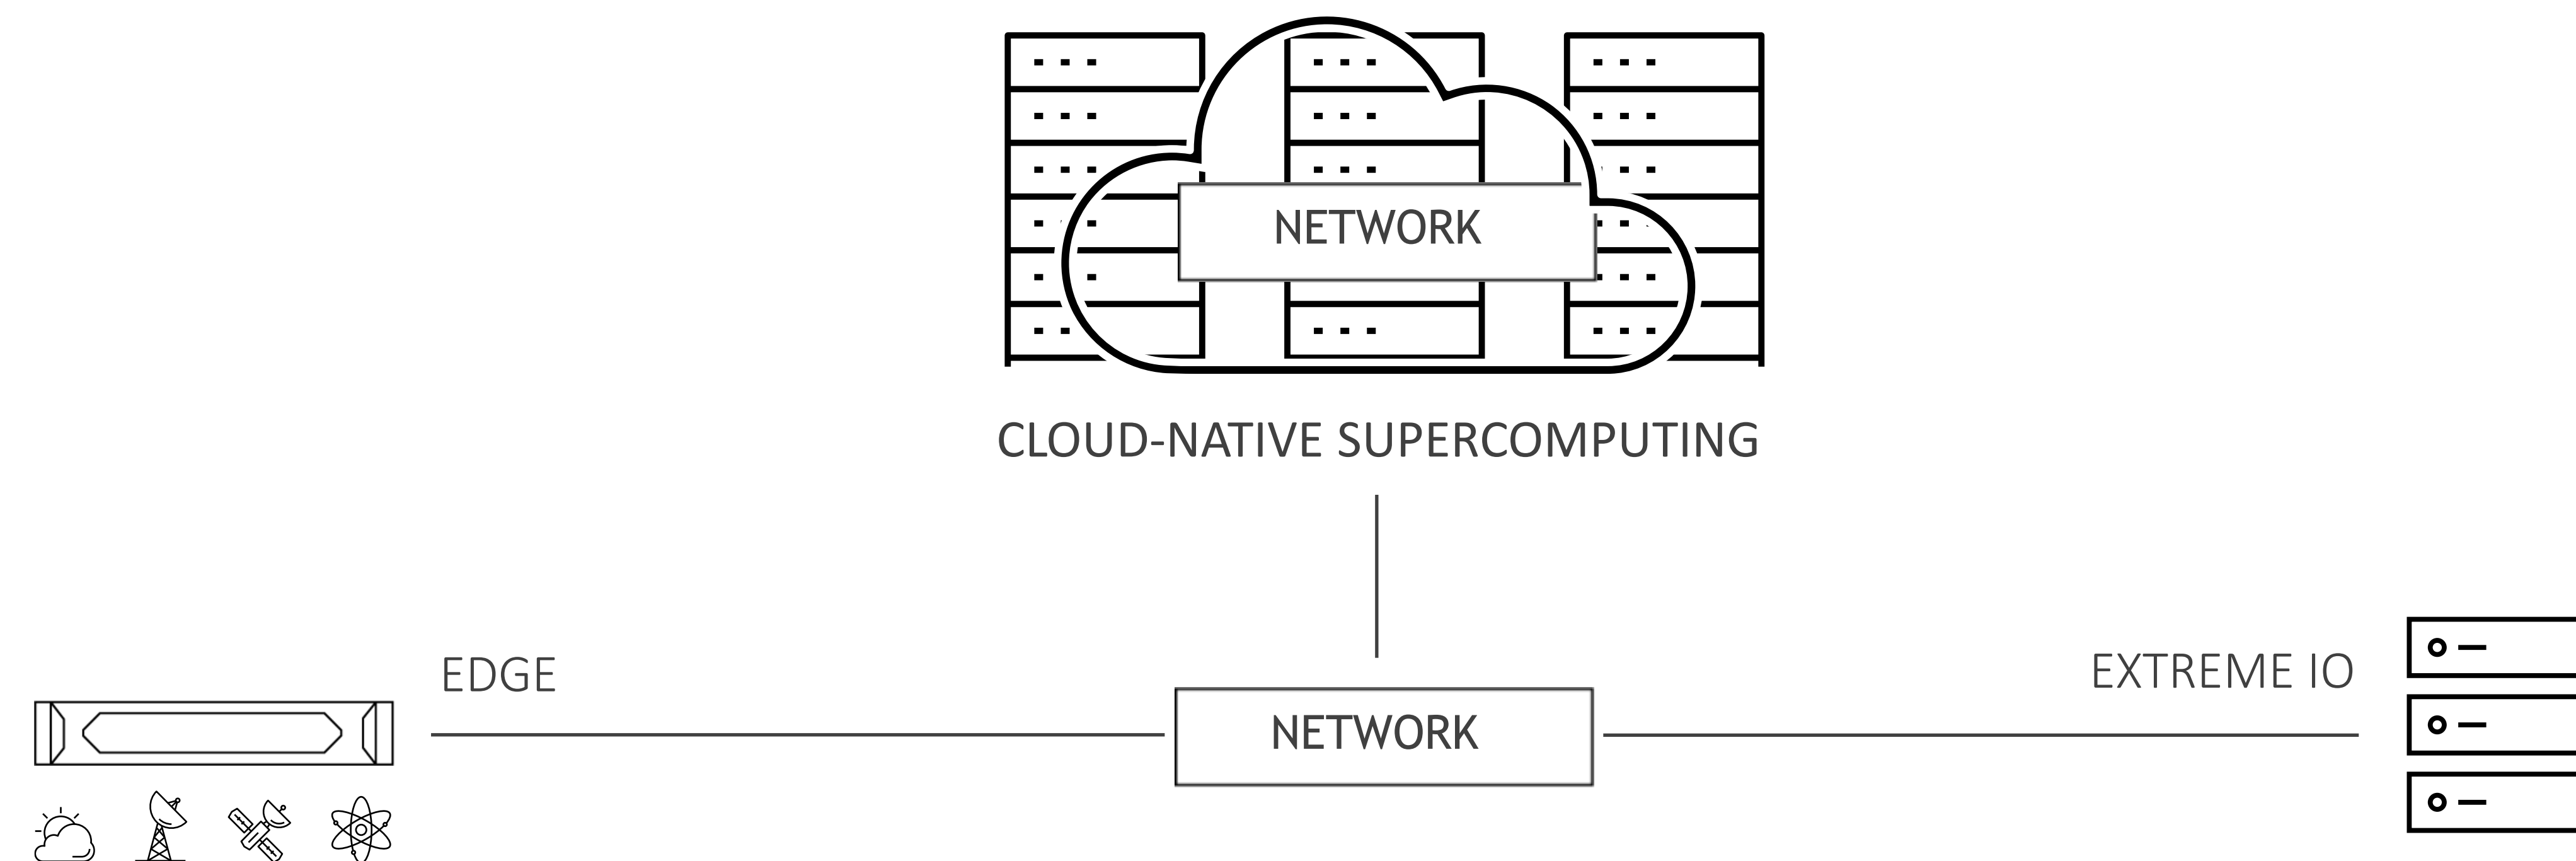 NETWORK
CLOUD-NATIVE SUPERCOMPUTING
EDGE
EXTREME IO
NETWORK